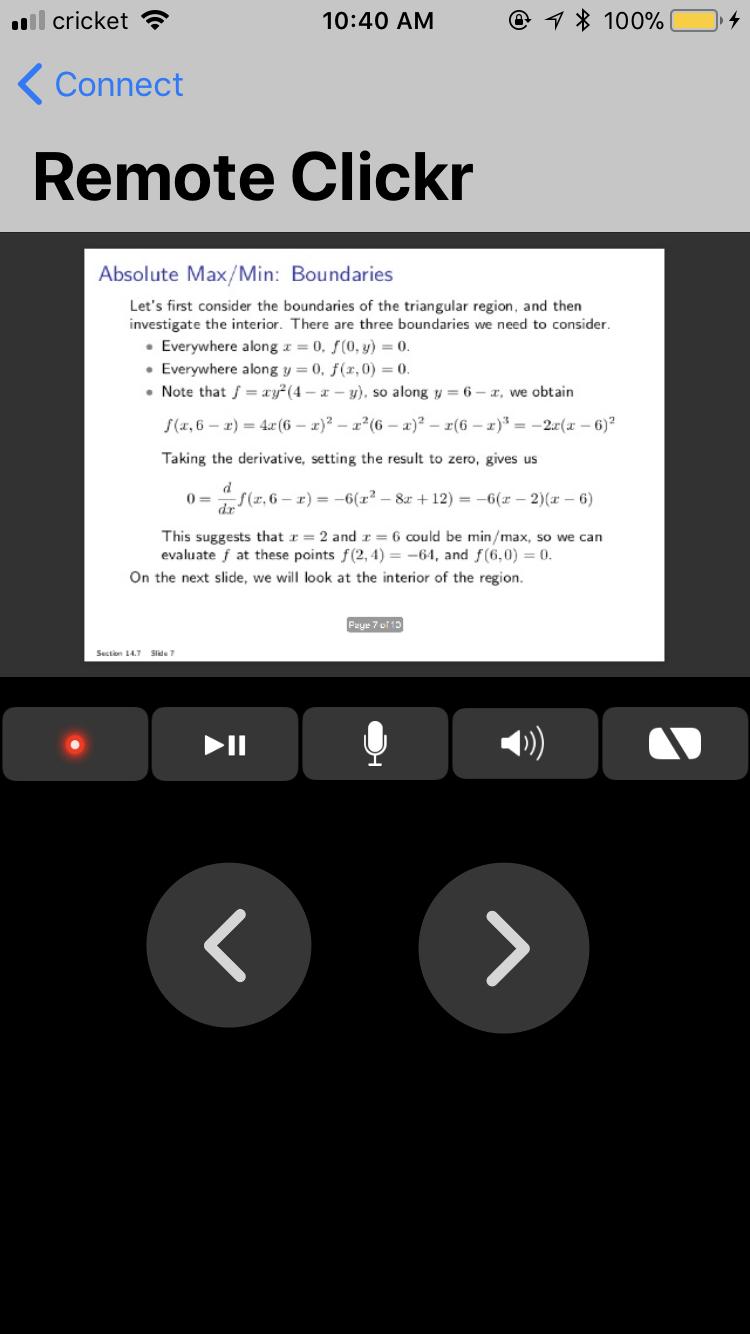 cricket 10:40 AM 100%
Connect
Remote Clickr
Absolute Max/Min: Boundaries
Let's first consider the boundaries of the triangular region, and then
investigate the interior. There are three boundaries we need to consider.
• Everywhere along x = 0, f(0, y) = 0.
• Everywhere along y = 0, f(x, 0) = 0.
• Note that f = xy²(4 − x − y), so along y = 6 − x, we obtain
f(x, 6 − x) = 4x(6 − x)² − x²(6 − x)² − x(6 − x)³ = −2x(x − 6)²
Taking the derivative, setting the result to zero, gives us
0 = d/dx f(x, 6 − x) = −6(x² − 8x + 12) = −6(x − 2)(x − 6)
This suggests that x = 2 and x = 6 could be min/max, so we can
evaluate f at these points f(2, 4) = −64, and f(6, 0) = 0.
On the next slide, we will look at the interior of the region.
Page 7 of 10
Section 14.7 Slide 7